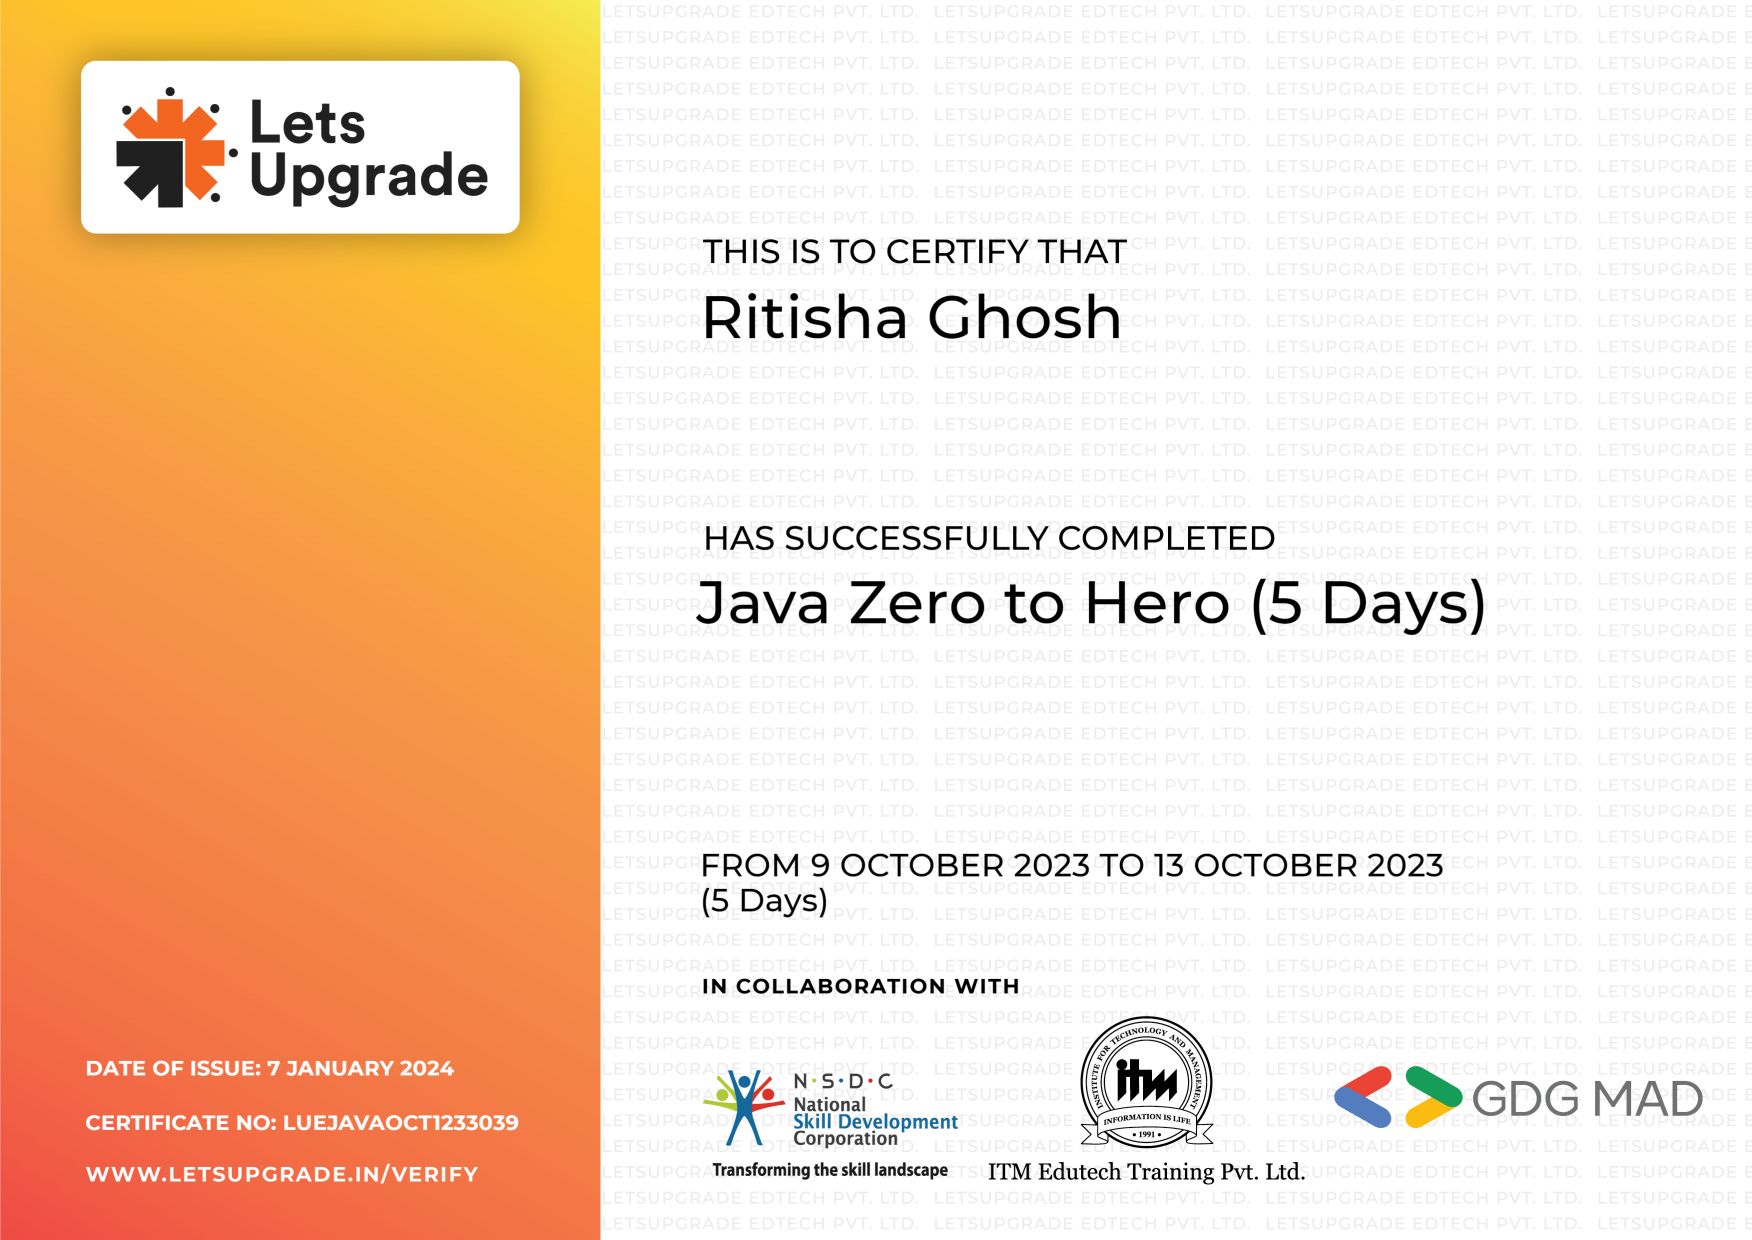 Lets
Upgrade
THIS IS TO CERTIFY THAT
Ritisha Ghosh
HAS SUCCESSFULLY COMPLETED
Java Zero to Hero (5 Days)
FROM 9 OCTOBER 2023 TO 13 OCTOBER 2023
(5 Days)
IN COLLABORATION WITH
N·S·D·C
National
Skill Development
Corporation
Transforming the skill landscape
INSTITUTE FOR TECHNOLOGY AND MANAGEMENT
itm
INFORMATION IS LIFE
• 1991 •
ITM Edutech Training Pvt. Ltd.
GDG MAD
DATE OF ISSUE: 7 JANUARY 2024
CERTIFICATE NO: LUEJAVAOCT1233039
WWW.LETSUPGRADE.IN/VERIFY
LETSUPGRADE EDTECH PVT. LTD.